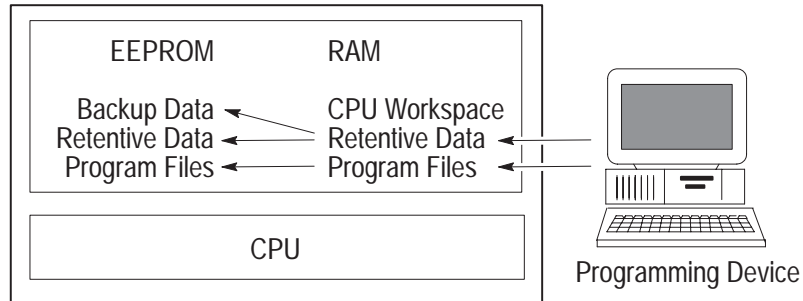 EEPROM RAM
Backup Data CPU Workspace
Retentive Data Retentive Data
Program Files Program Files
CPU
Programming Device